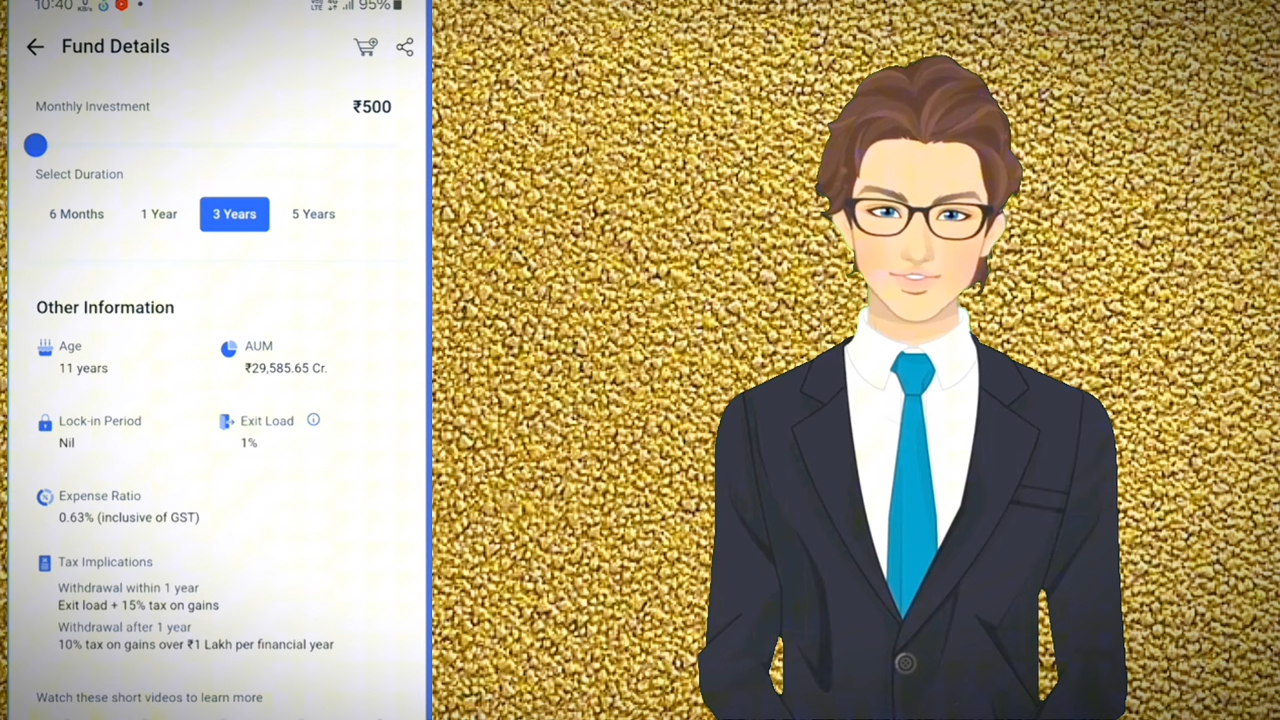 10:40 KB/s LTE 95%
Fund Details
Monthly Investment ₹500
Select Duration
6 Months 1 Year 3 Years 5 Years
Other Information
Age AUM
11 years ₹29,585.65 Cr.
Lock-in Period Exit Load
Nil 1%
Expense Ratio
0.63% (inclusive of GST)
Tax Implications
Withdrawal within 1 year
Exit load + 15% tax on gains
Withdrawal after 1 year
10% tax on gains over ₹1 Lakh per financial year
Watch these short videos to learn more